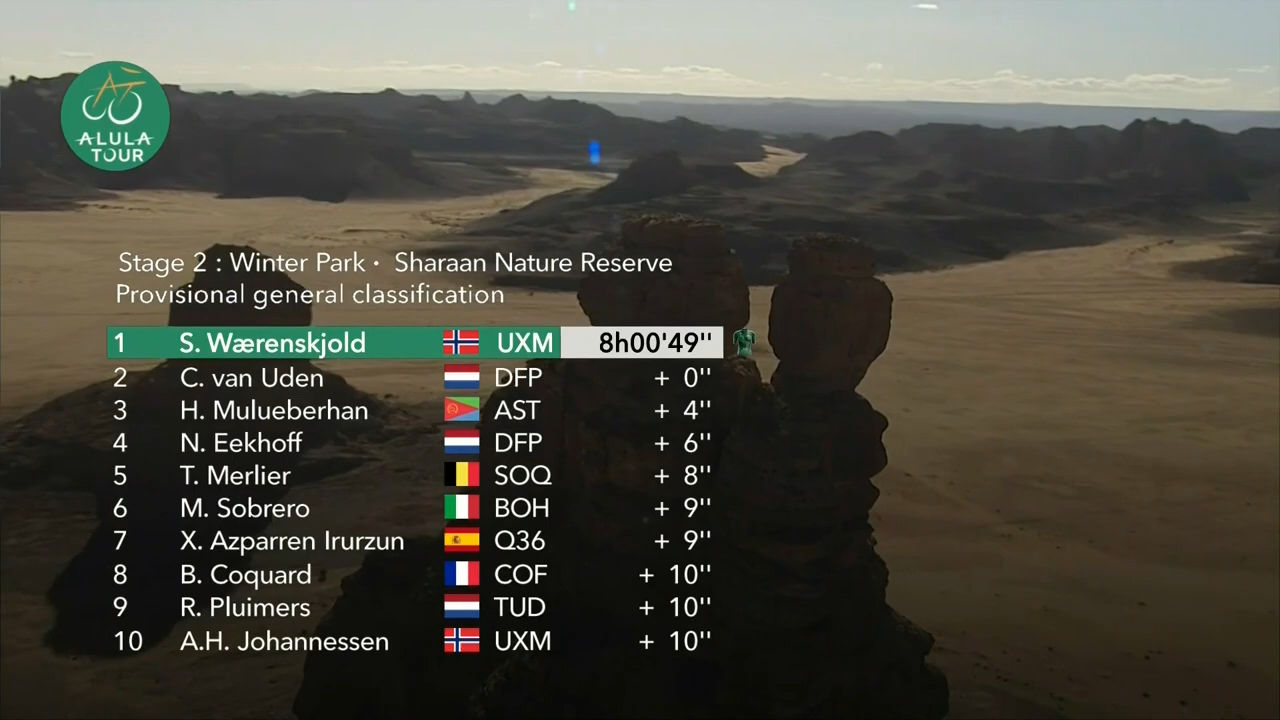 ALULA
TOUR
Stage 2 : Winter Park · Sharaan Nature Reserve
Provisional general classification
1 S. Wærenskjold UXM 8h00'49''
2 C. van Uden DFP + 0''
3 H. Mulueberhan AST + 4''
4 N. Eekhoff DFP + 6''
5 T. Merlier SOQ + 8''
6 M. Sobrero BOH + 9''
7 X. Azparren Irurzun Q36 + 9''
8 B. Coquard COF + 10''
9 R. Pluimers TUD + 10''
10 A.H. Johannessen UXM + 10''